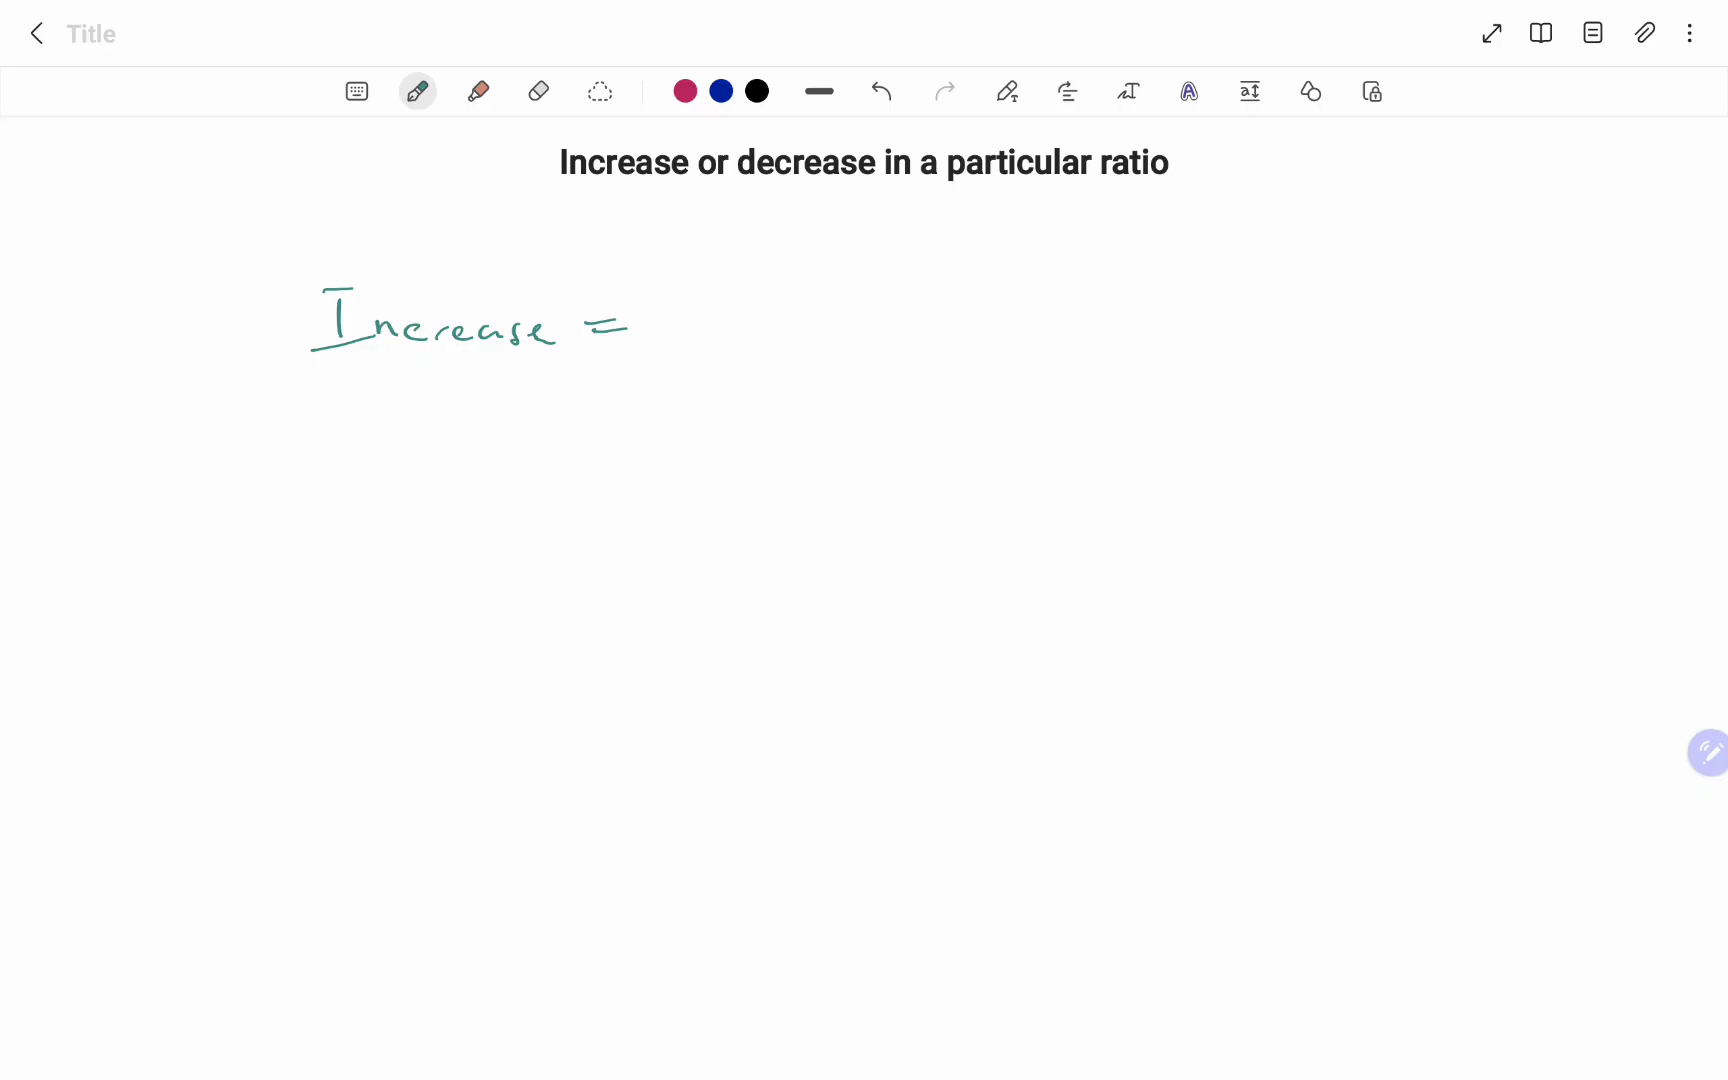 Title
Increase or decrease in a particular ratio
Increase =